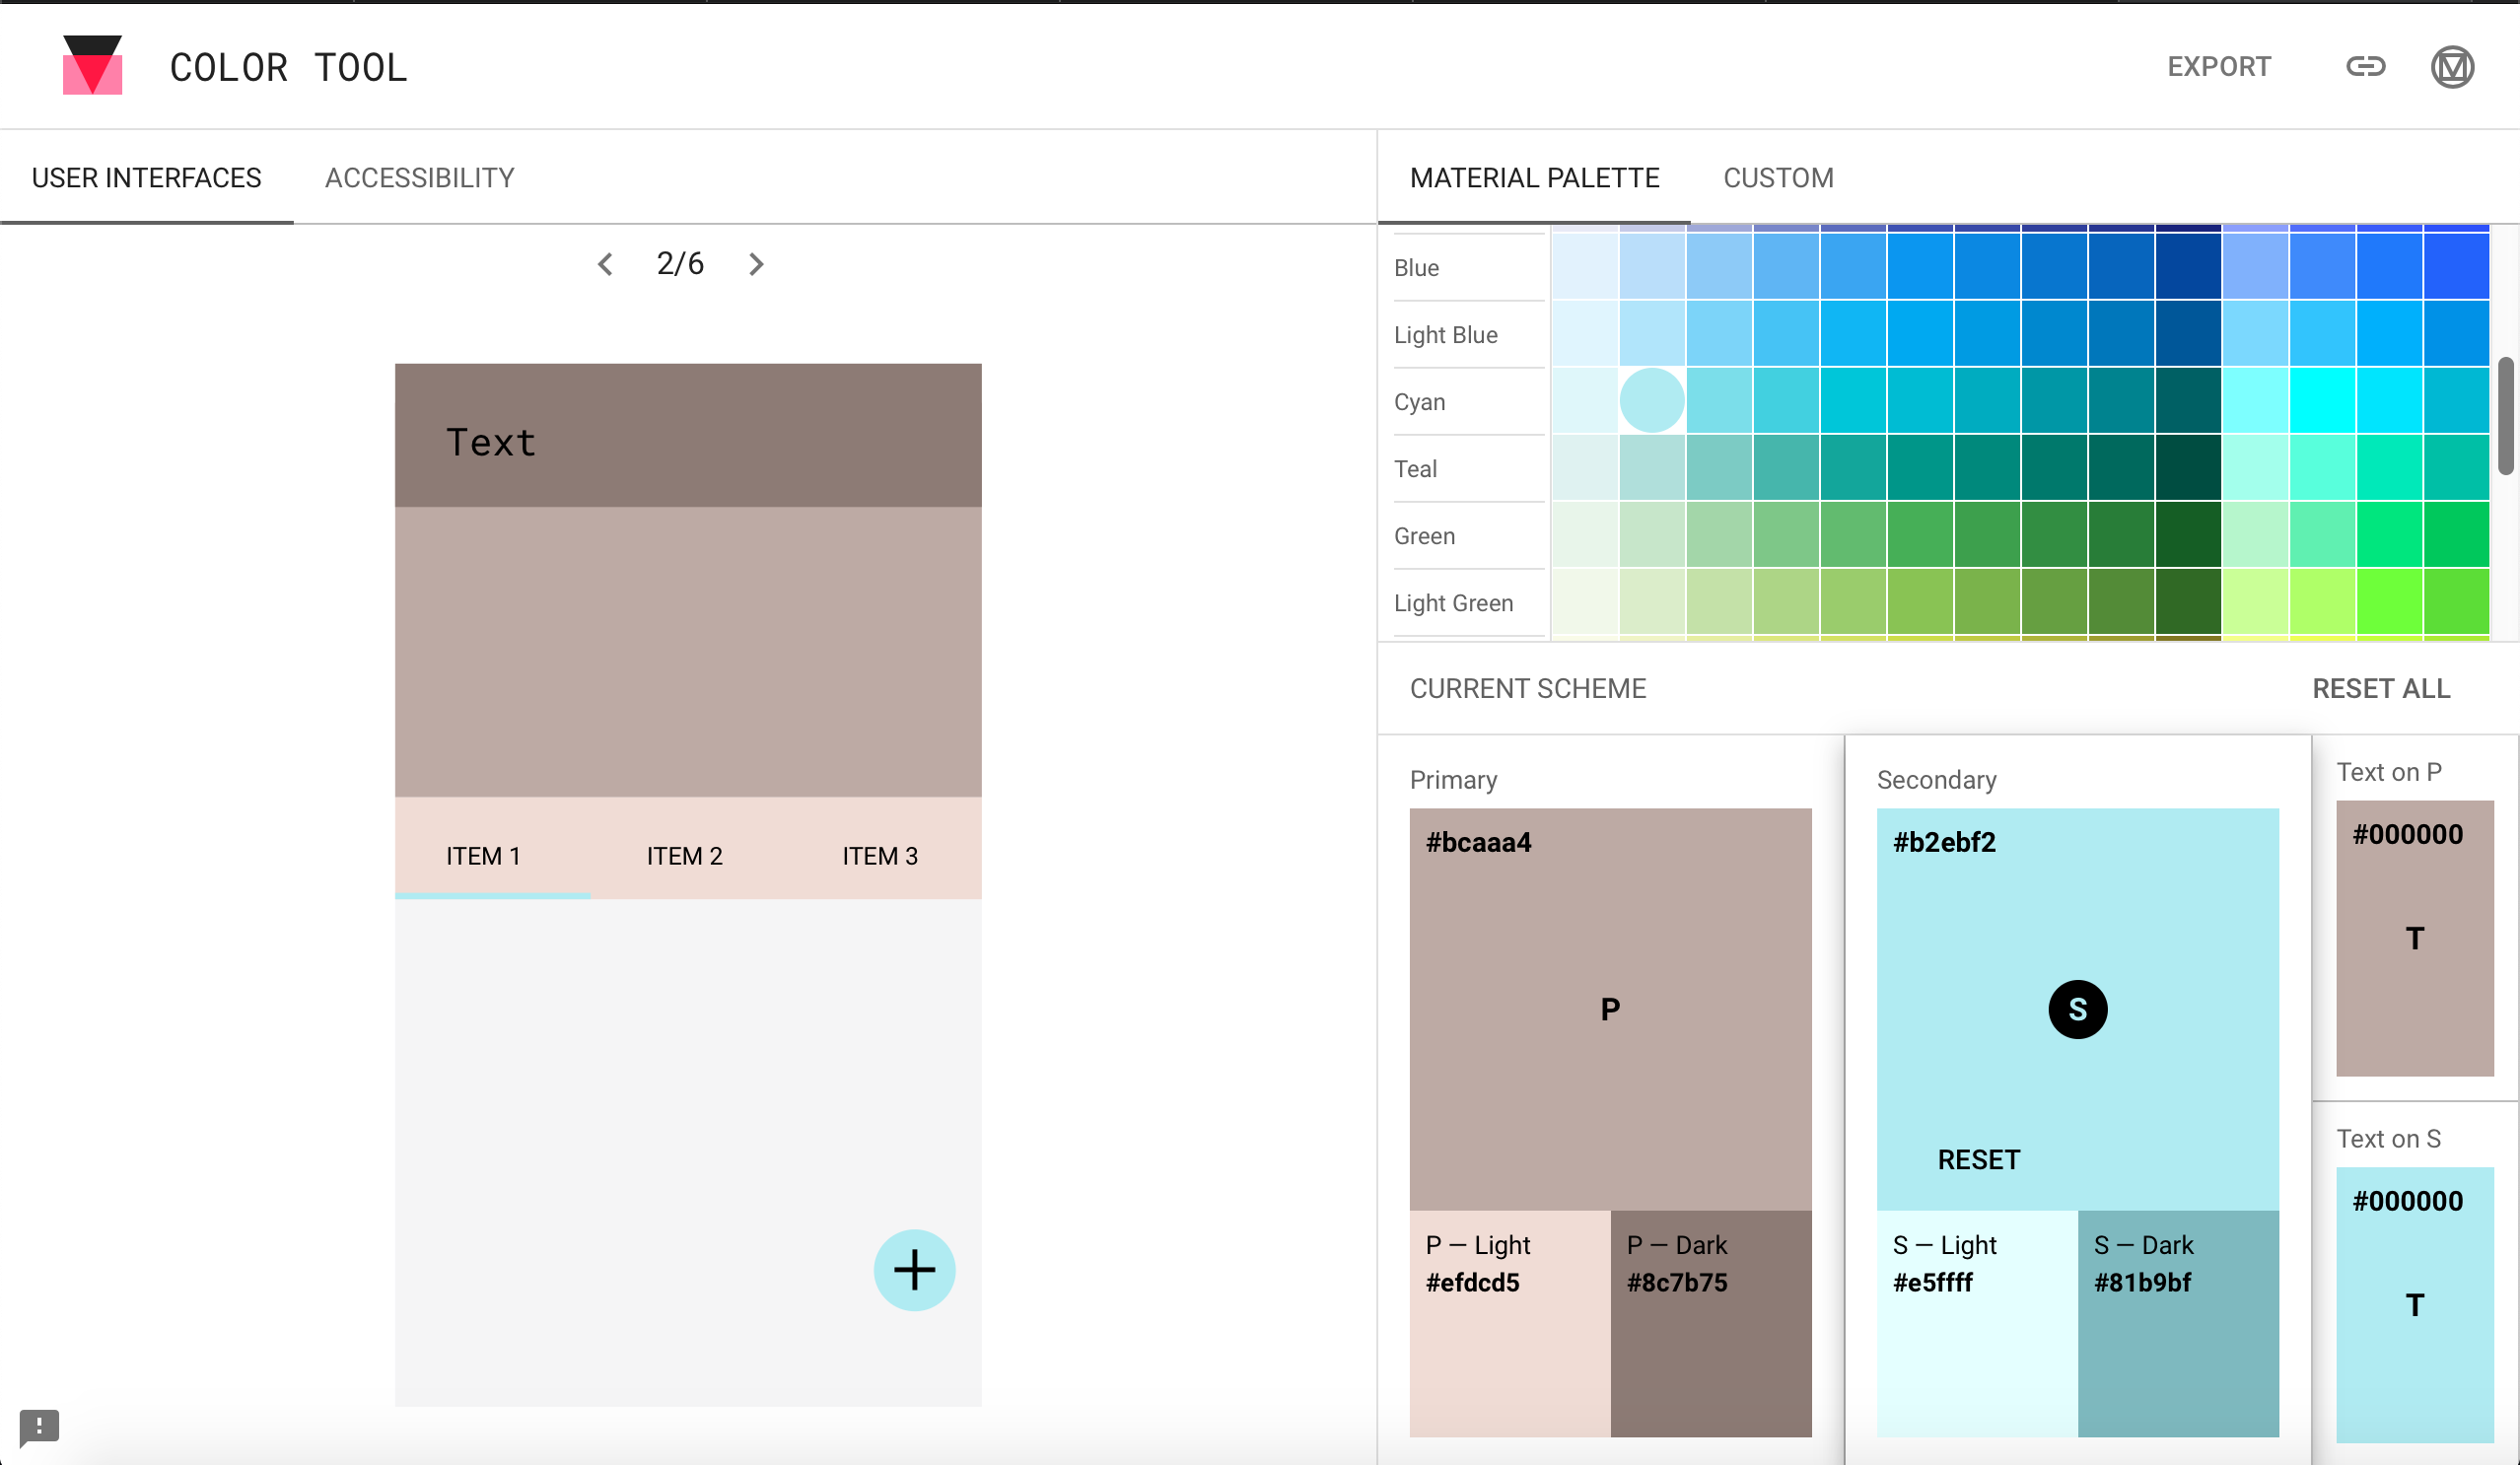 COLOR TOOL
EXPORT
USER INTERFACES
ACCESSIBILITY
MATERIAL PALETTE
CUSTOM
2/6
Text
ITEM 1
ITEM 2
ITEM 3
Blue
Light Blue
Cyan
Teal
Green
Light Green
CURRENT SCHEME
RESET ALL
Primary
#bcaaa4
P
P — Light
#efdcd5
P — Dark
#8c7b75
Secondary
#b2ebf2
S
RESET
S — Light
#e5ffff
S — Dark
#81b9bf
Text on P
#000000
T
Text on S
#000000
T